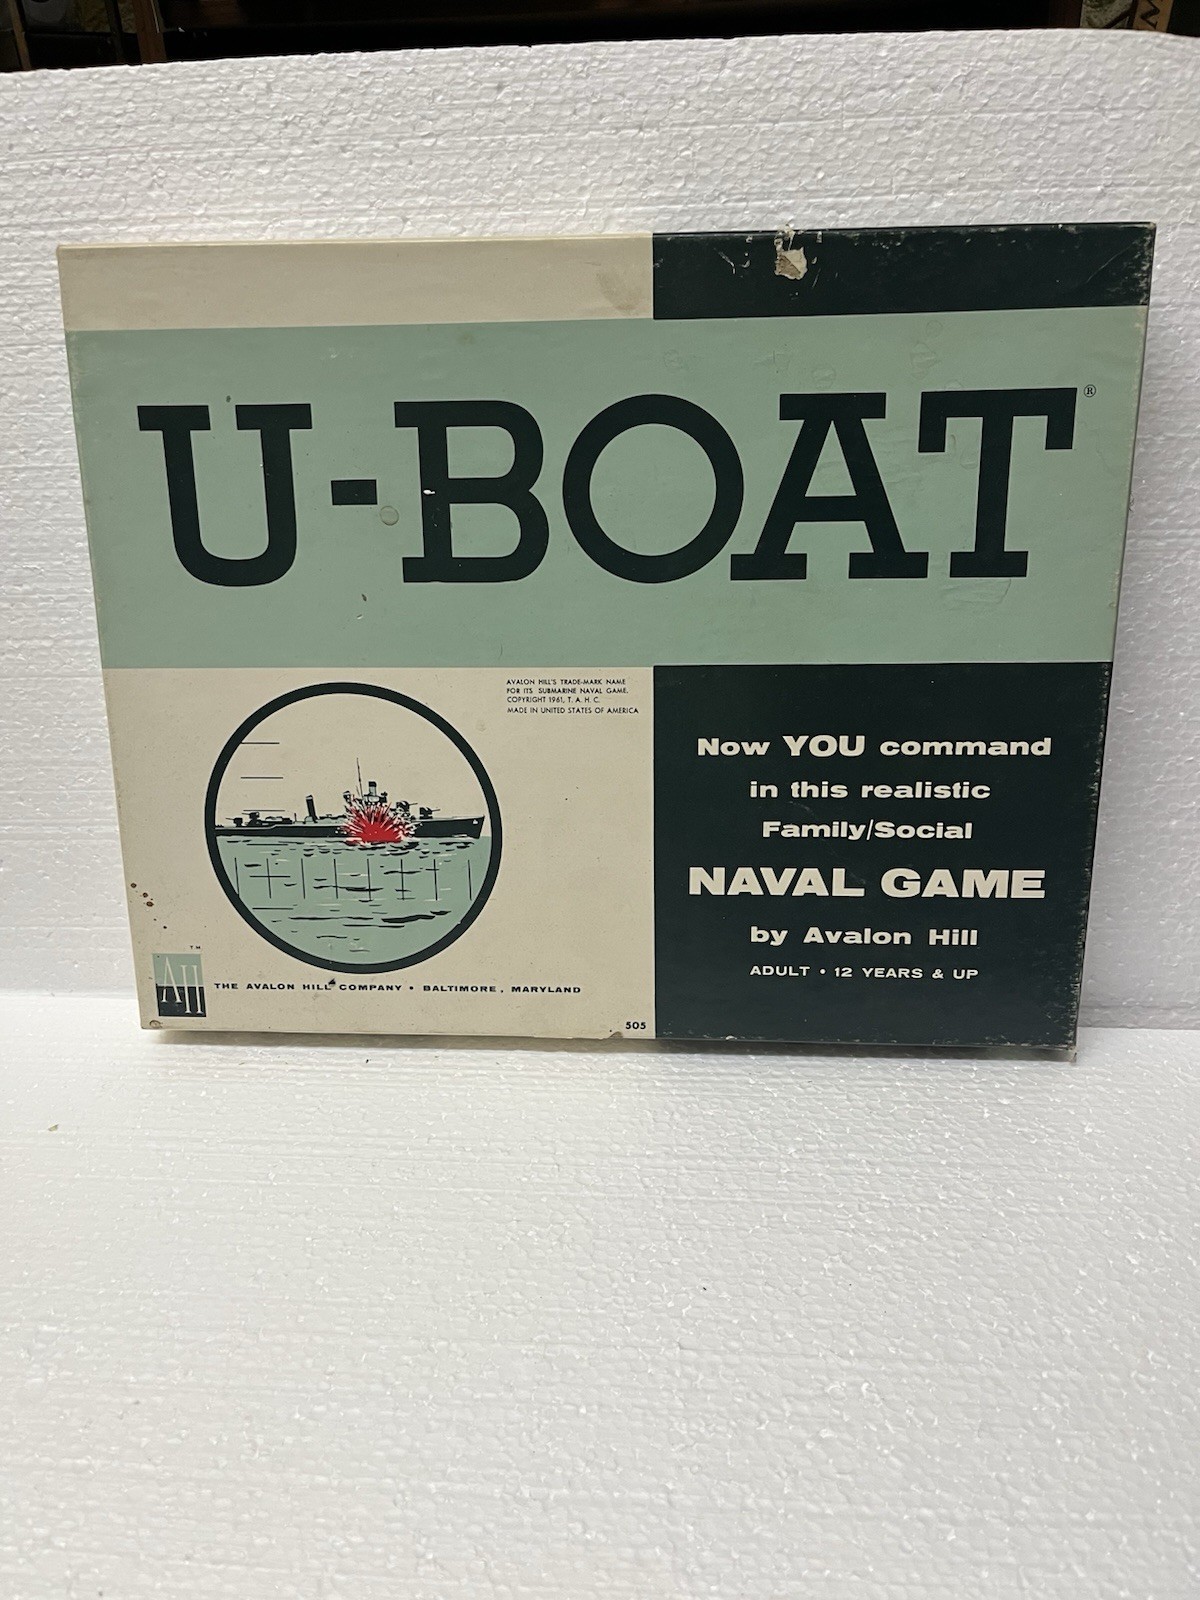 U-BOAT®
AVALON HILL'S TRADE-MARK NAME
FOR ITS SUBMARINE NAVAL GAME.
COPYRIGHT 1961, T. A. H. C.
MADE IN UNITED STATES OF AMERICA
Now YOU command
in this realistic
Family/Social
NAVAL GAME
by Avalon Hill
ADULT • 12 YEARS & UP
TM
AH
THE AVALON HILL COMPANY • BALTIMORE, MARYLAND
505